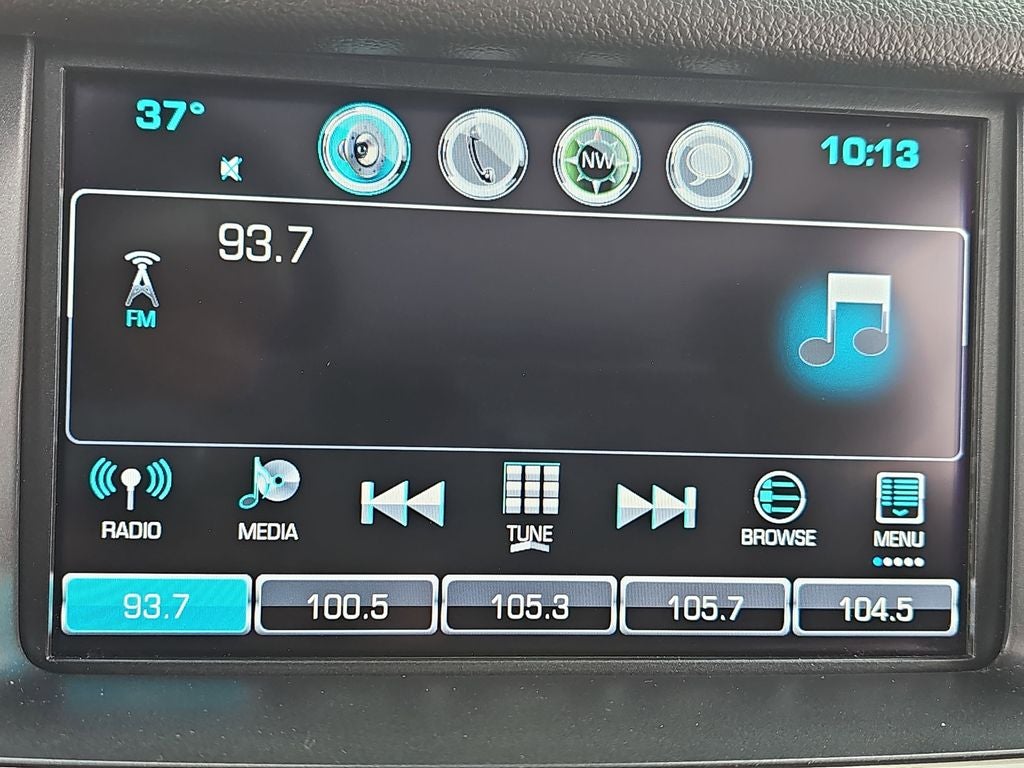 37°
NW
10:13
93.7
FM
RADIO
MEDIA
TUNE
BROWSE
MENU
93.7
100.5
105.3
105.7
104.5